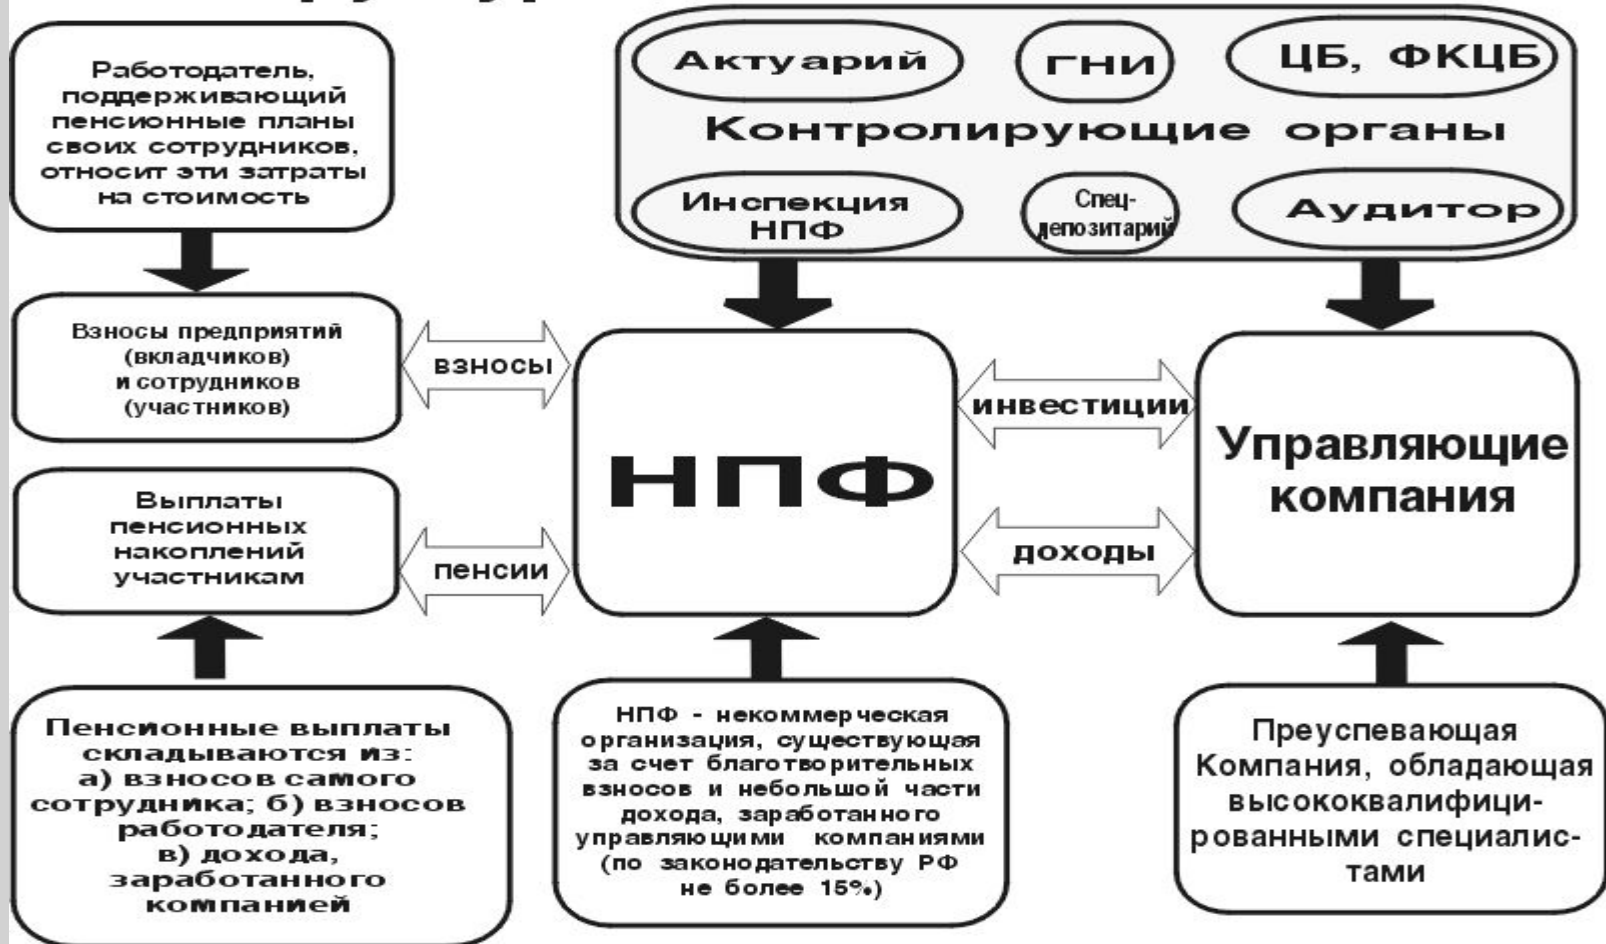 Работодатель,
поддерживающий
пенсионные планы
своих сотрудников,
относит эти затраты
на стоимость
Актуарий
ГНИ
ЦБ, ФКЦБ
Контролирующие органы
Инспекция
НПФ
Спец-
депозитарий
Аудитор
Взносы предприятий
(вкладчиков)
и сотрудников
(участников)
взносы
НПФ
инвестиции
Управляющие
компания
доходы
Выплаты
пенсионных
накоплений
участникам
пенсии
Пенсионные выплаты
складываются из:
а) взносов самого
сотрудника; б) взносов
работодателя;
в) дохода,
заработанного
компанией
НПФ - некоммерческая
организация, существующая
за счет благотворительных
взносов и небольшой части
дохода, заработанного
управляющими компаниями
(по законодательству РФ
не более 15%)
Преуспевающая
Компания, обладающая
высококвалифици-
рованными специалис-
тами